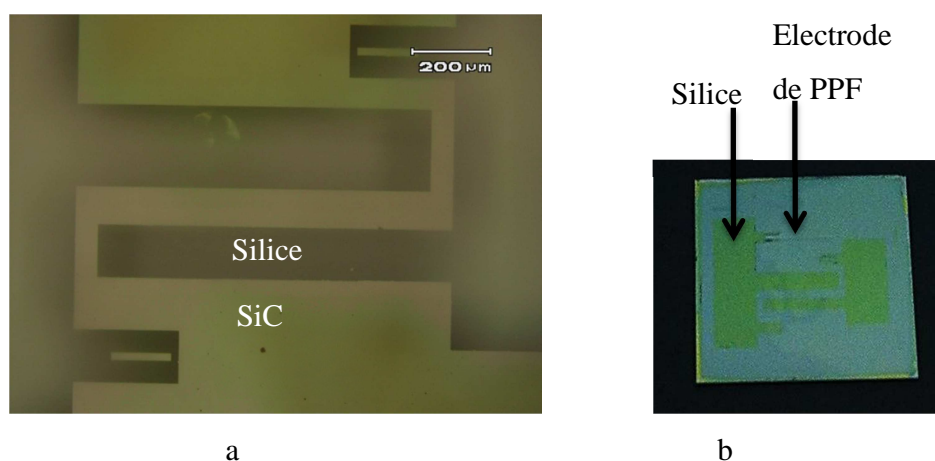 200 µm
Silice
SiC
Electrode
de PPF
Silice
a
b